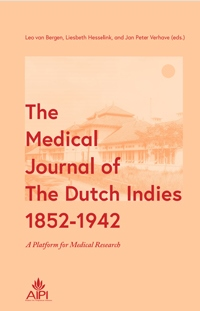 Leo van Bergen, Liesbeth Hesselink, and Jan Peter Verhave (eds.)
The
Medical
Journal of
The Dutch Indies
1852-1942
A Platform for Medical Research
AIPI